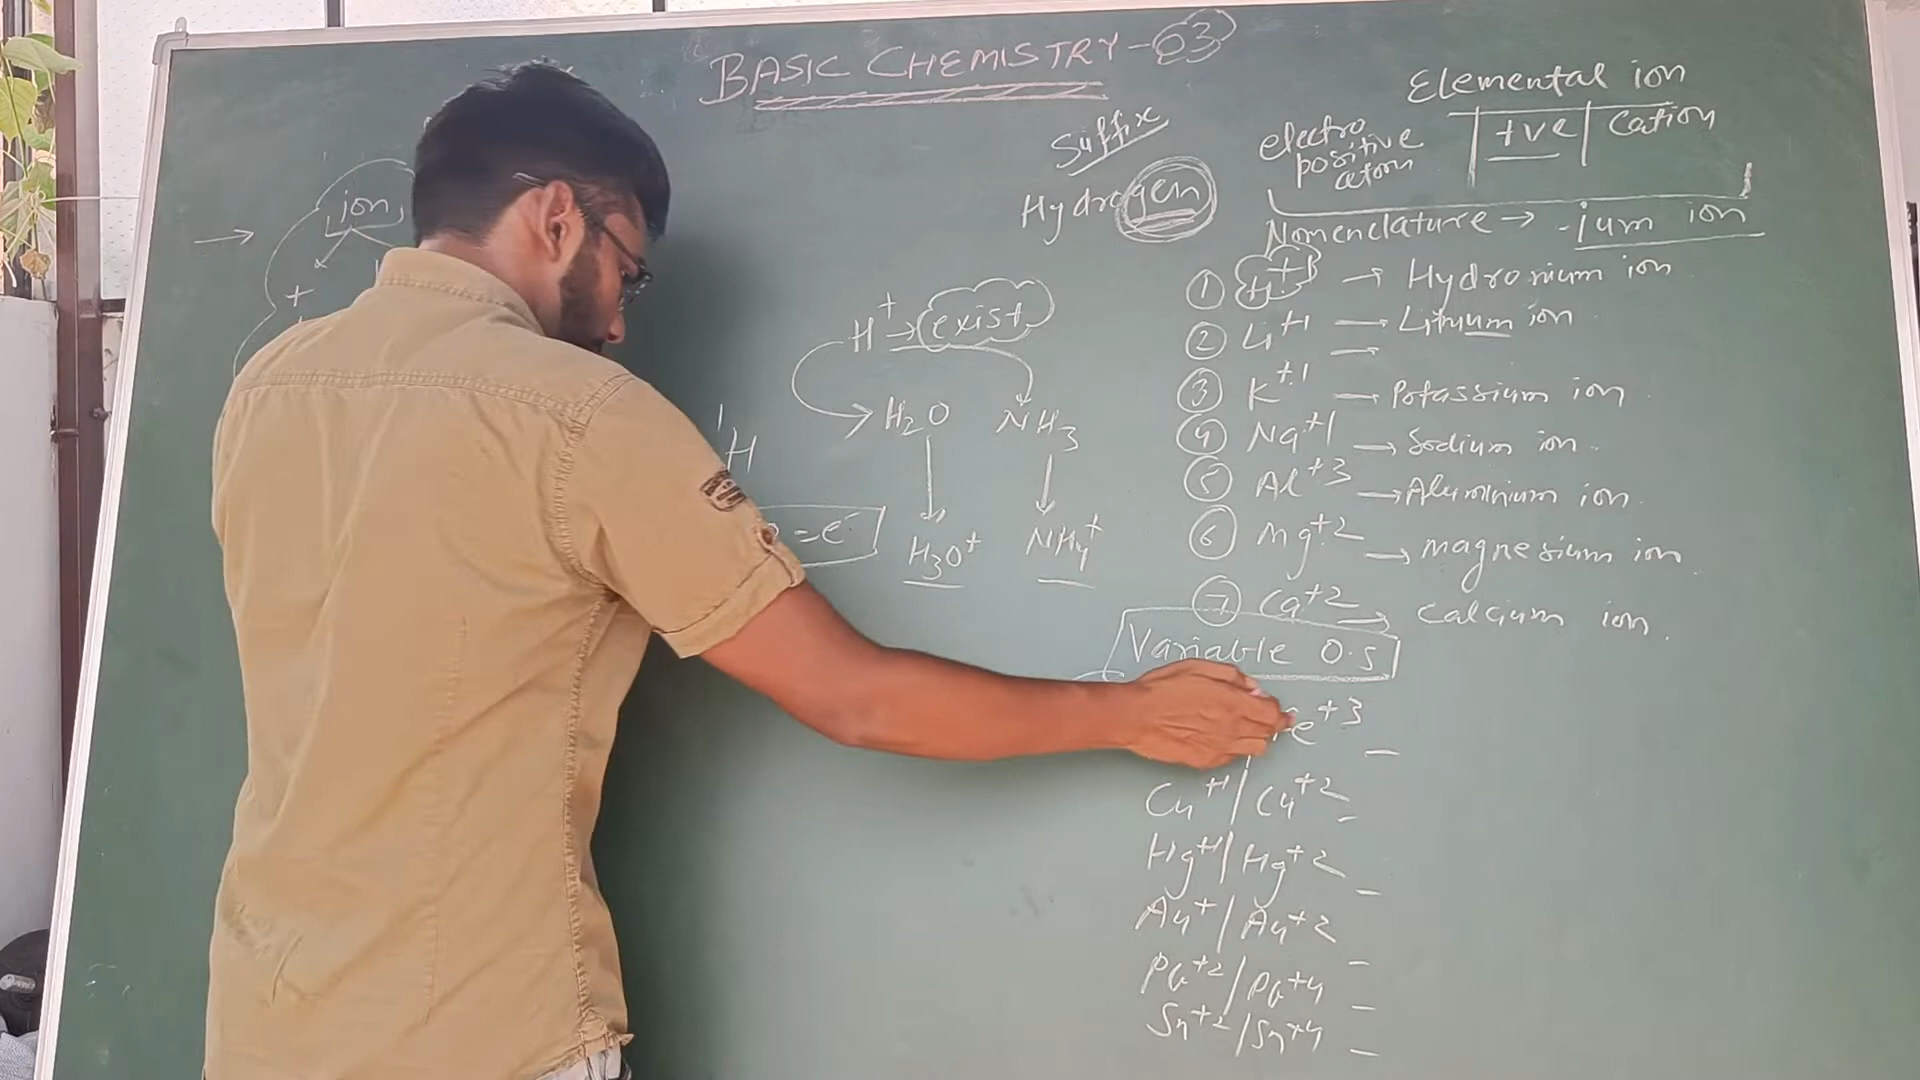 BASIC CHEMISTRY-03
ion
+
Suffix
Hydrogen
H+ → exist
H2O NH3
H3O+ NH4+
1H
=e-
Elemental ion
electro positive atom | +ve | Cation
Nomenclature → -ium ion
① H+1 → Hydronium ion
② Li+1 → Lithium ion
③ K+1 → Potassium ion
④ Na+1 → Sodium ion
⑤ Al+3 → Aluminium ion
⑥ Mg+2 → magnesium ion
⑦ Ca+2 → Calcium ion
Variable O.S
Fe+3 –
Cu+1/Cu+2 –
Hg+1/Hg+2 –
Au+/Au+2 –
Pb+2/Pb+4 –
Sn+2/Sn+4 –